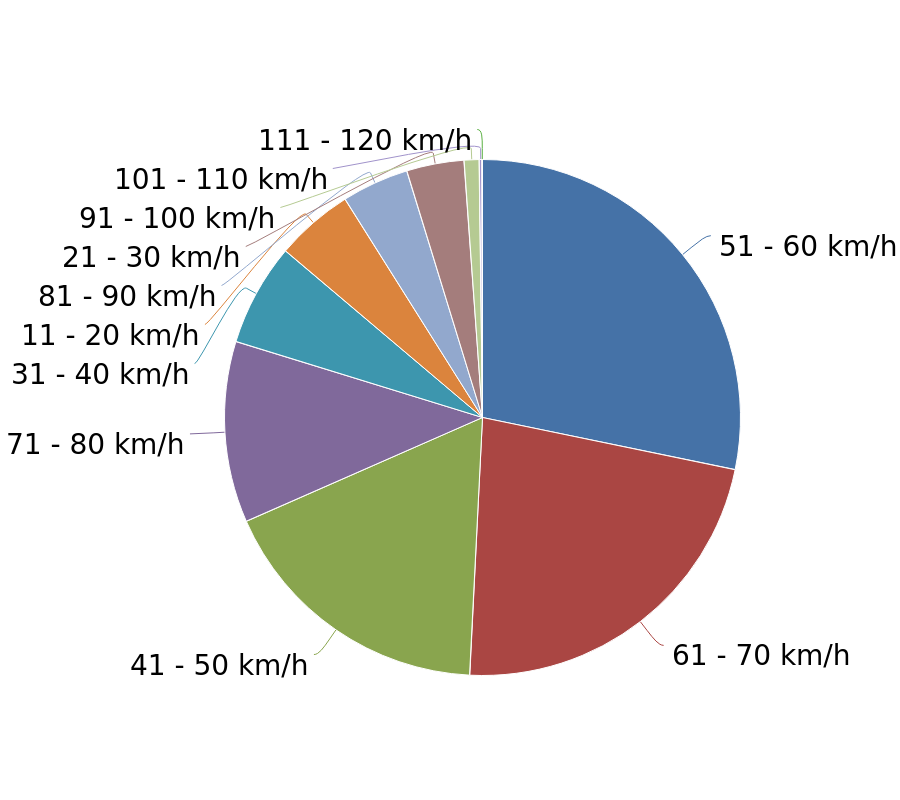 111 - 120 km/h
101 - 110 km/h
91 - 100 km/h
21 - 30 km/h
51 - 60 km/h
81 - 90 km/h
11 - 20 km/h
31 - 40 km/h
71 - 80 km/h
61 - 70 km/h
41 - 50 km/h